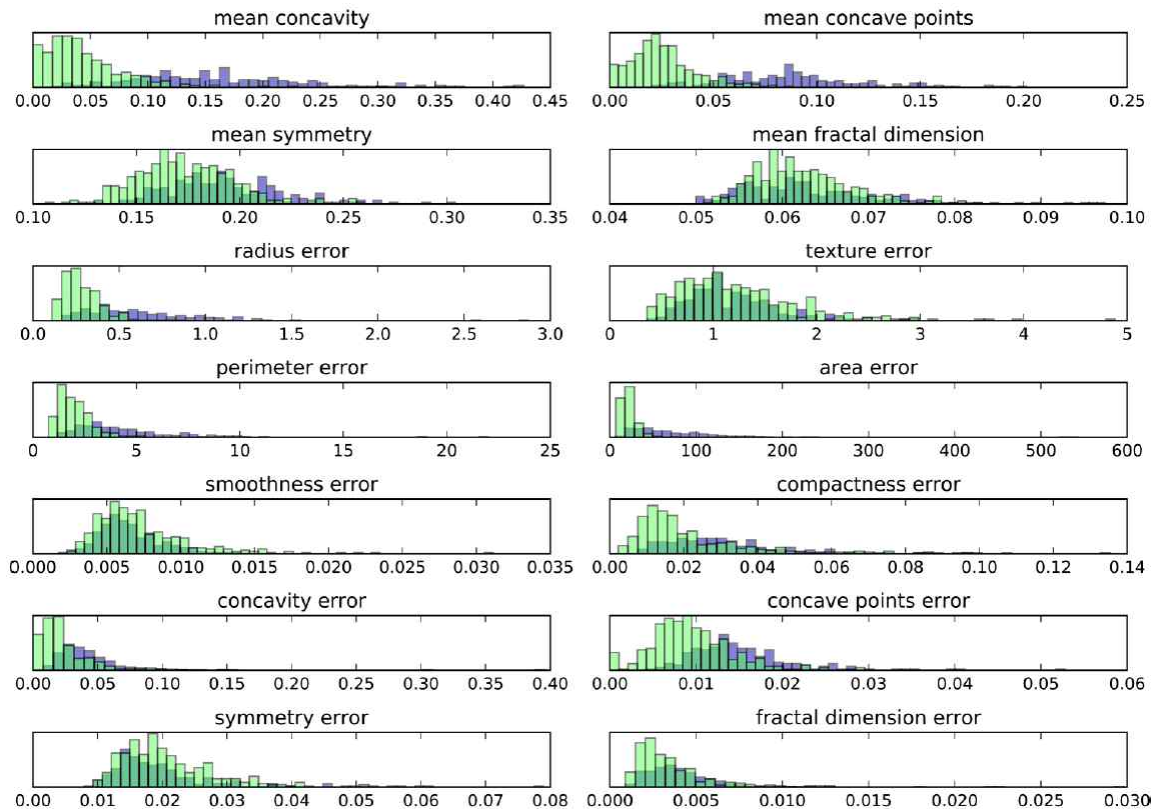 mean concavity
0.00 0.05 0.10 0.15 0.20 0.25 0.30 0.35 0.40 0.45
mean concave points
0.00 0.05 0.10 0.15 0.20 0.25
mean symmetry
0.10 0.15 0.20 0.25 0.30 0.35
mean fractal dimension
0.04 0.05 0.06 0.07 0.08 0.09 0.10
radius error
0.0 0.5 1.0 1.5 2.0 2.5 3.0
texture error
0 1 2 3 4 5
perimeter error
0 5 10 15 20 25
area error
0 100 200 300 400 500 600
smoothness error
0.000 0.005 0.010 0.015 0.020 0.025 0.030 0.035
compactness error
0.00 0.02 0.04 0.06 0.08 0.10 0.12 0.14
concavity error
0.00 0.05 0.10 0.15 0.20 0.25 0.30 0.35 0.40
concave points error
0.00 0.01 0.02 0.03 0.04 0.05 0.06
symmetry error
0.00 0.01 0.02 0.03 0.04 0.05 0.06 0.07 0.08
fractal dimension error
0.000 0.005 0.010 0.015 0.020 0.025 0.030